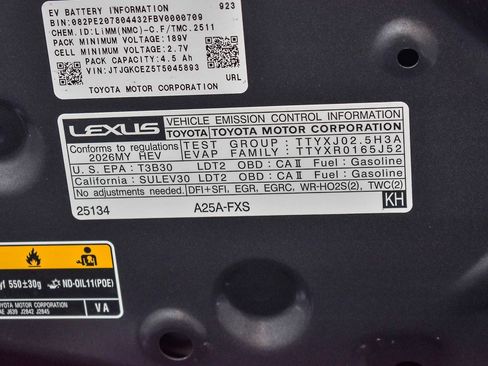 EV BATTERY INFORMATION 923
BIN:082PE207804432FBV0000709
CHEM.ID:LiMM(NMC)-C.F/TMC.2511
PACK MINIMUM VOLTAGE:189V
CELL MINIMUM VOLTAGE:2.7V
PACK CAPACITY:4.5 Ah
VIN:JTJGKCEZ5T5045893
URL
TOYOTA MOTOR CORPORATION
LEXUS VEHICLE EMISSION CONTROL INFORMATION
TOYOTA TOYOTA MOTOR CORPORATION
Conforms to regulations TEST GROUP : TTYXJ02.5H3A
2026MY HEV EVAP FAMILY : TTYXR0165J52
U.S. EPA : T3B30 LDT2 OBD : CAⅡ Fuel : Gasoline
California : SULEV30 LDT2 OBD : CAⅡ Fuel : Gasoline
No adjustments needed. DFI+SFI, EGR, EGRC, WR-HO2S(2), TWC(2)
25134 A25A-FXS KH
550±30g ND-OIL11(POE)
TOYOTA MOTOR CORPORATION
J639 J2842 J2845 VA